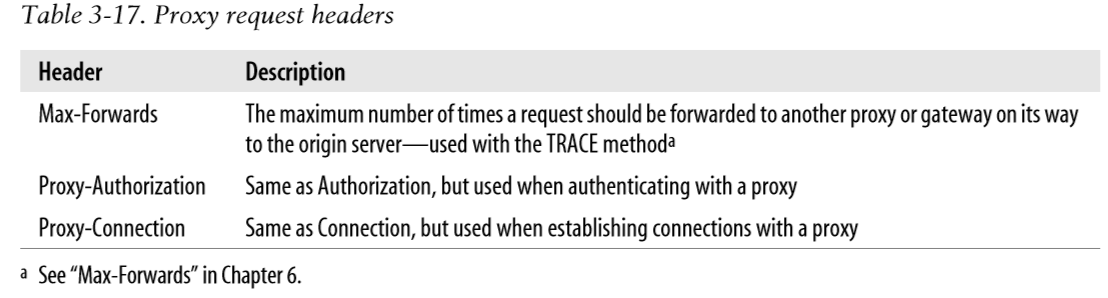 Table 3-17. Proxy request headers
Header Description
Max-Forwards The maximum number of times a request should be forwarded to another proxy or gateway on its way
to the origin server—used with the TRACE methodª
Proxy-Authorization Same as Authorization, but used when authenticating with a proxy
Proxy-Connection Same as Connection, but used when establishing connections with a proxy
a See “Max-Forwards” in Chapter 6.